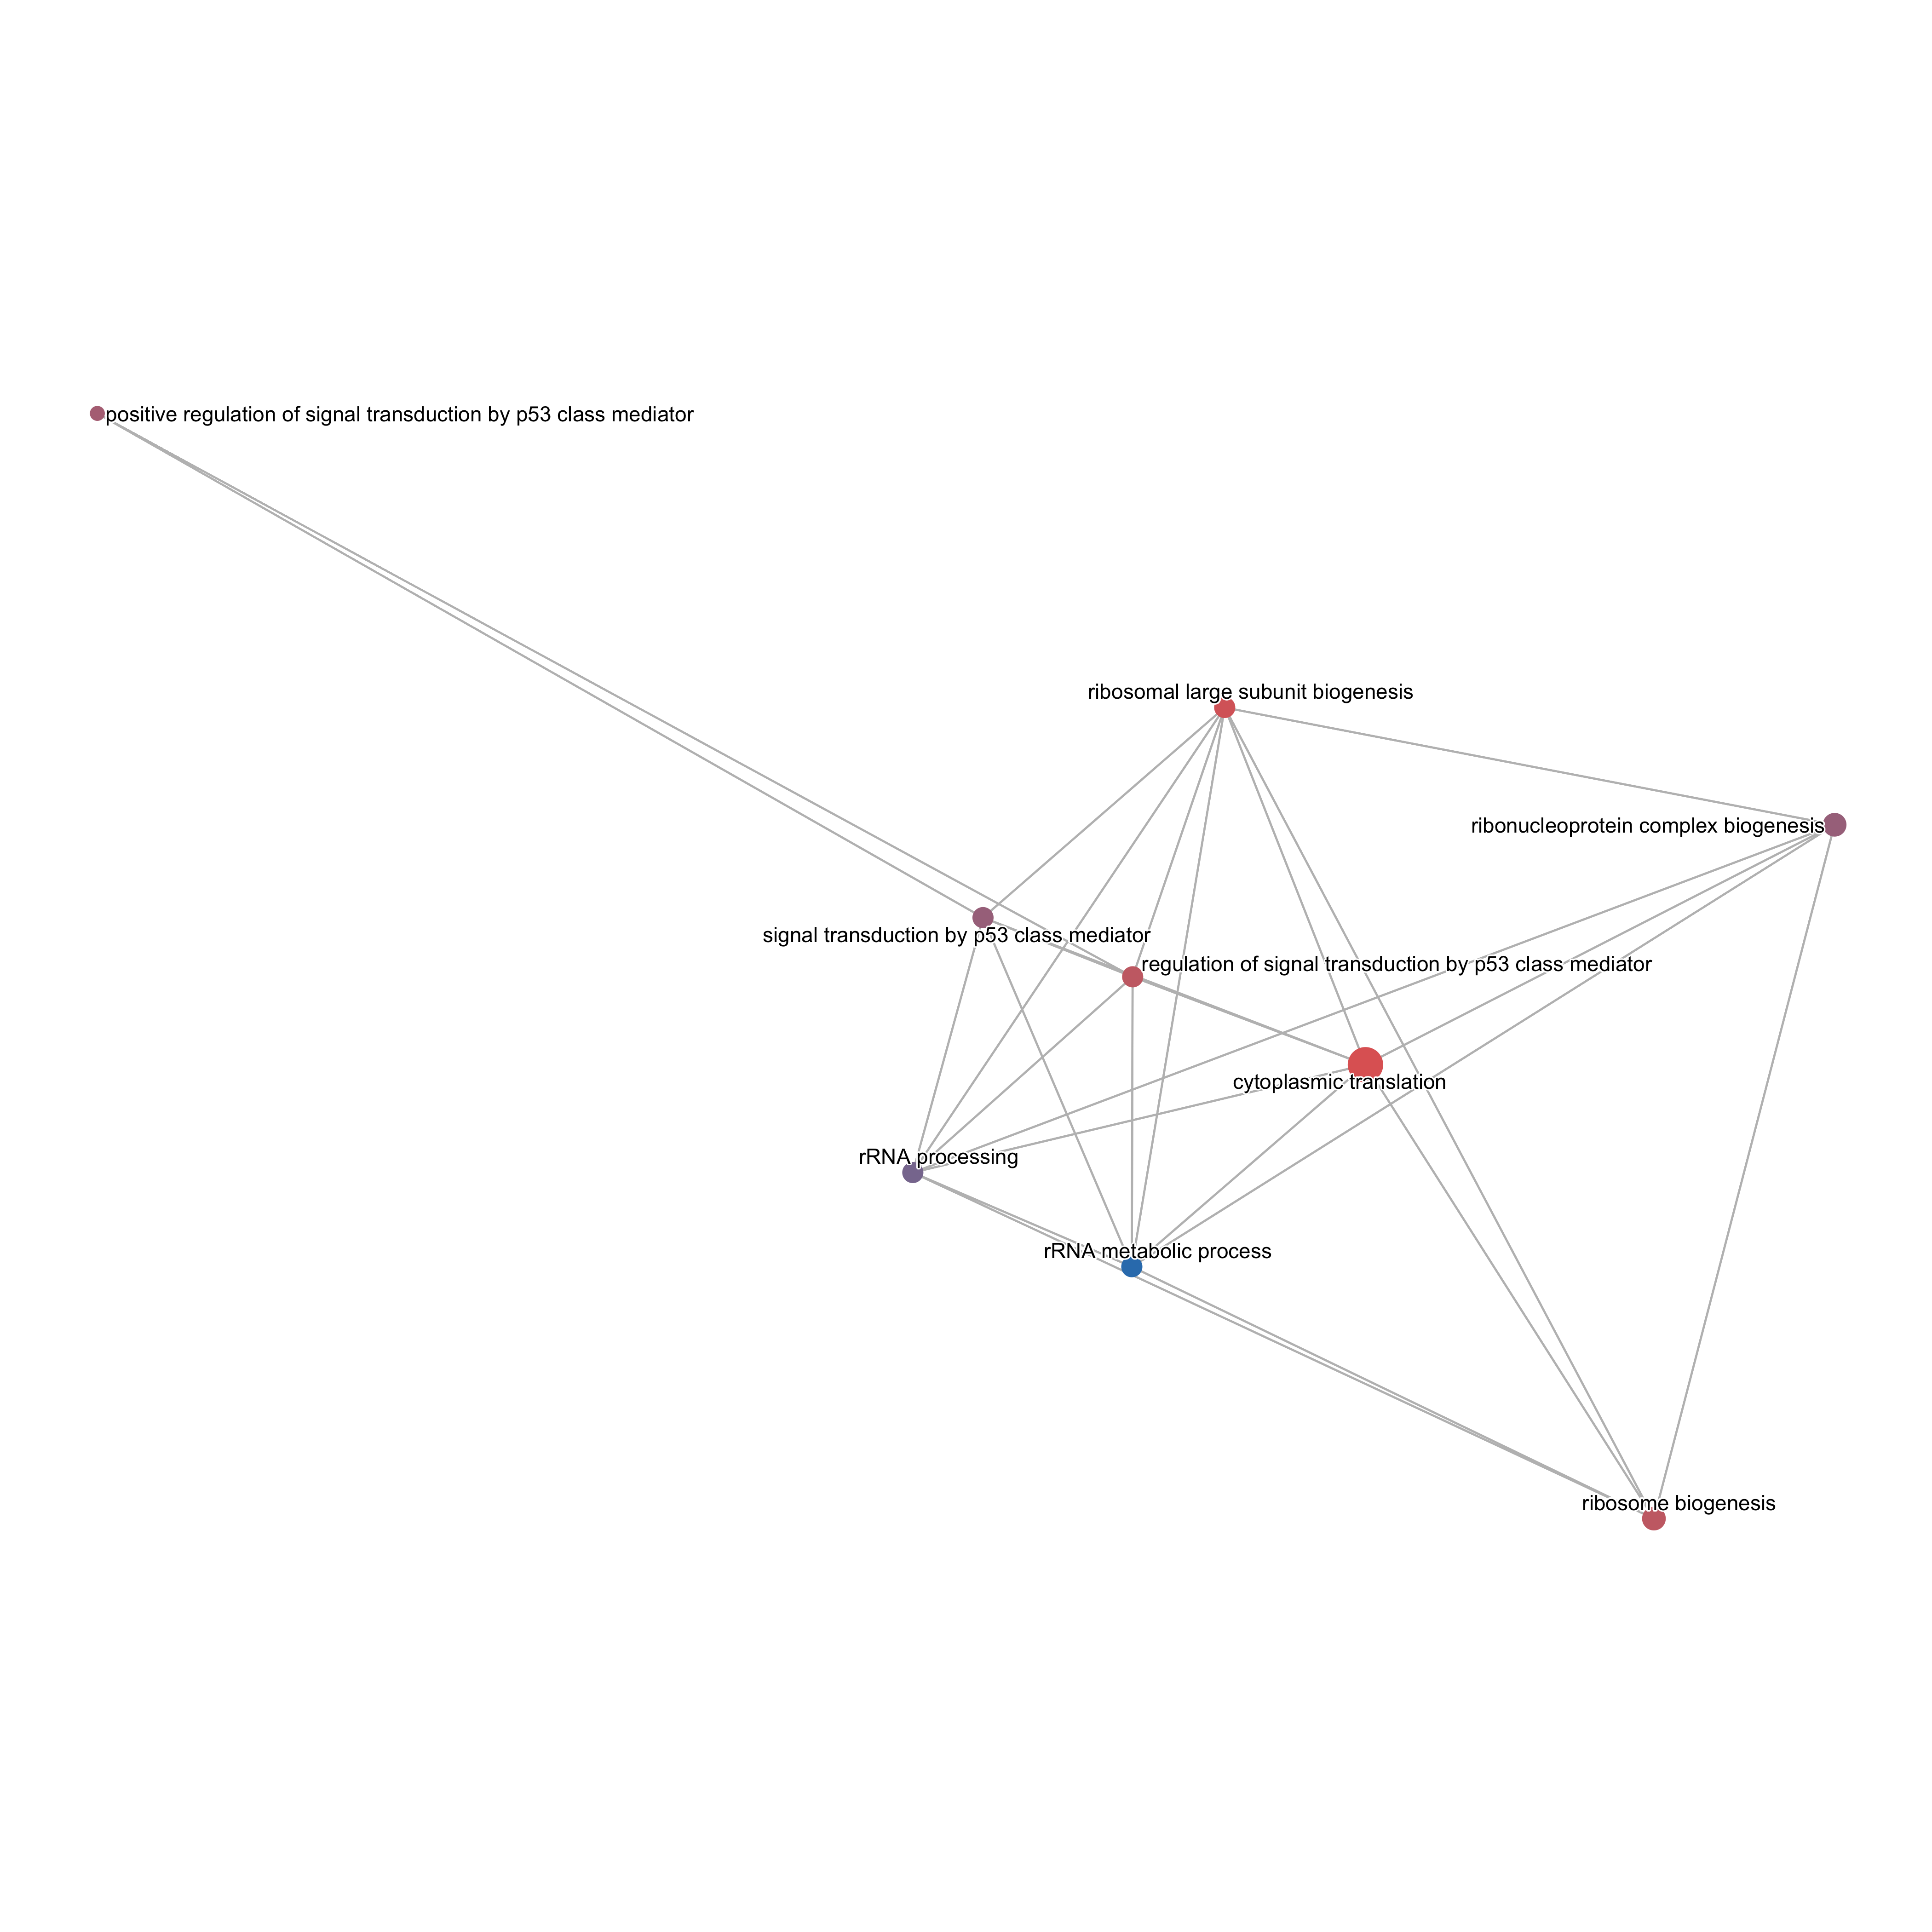 positive regulation of signal transduction by p53 class mediator
ribosomal large subunit biogenesis
ribonucleoprotein complex biogenesis
signal transduction by p53 class mediator
regulation of signal transduction by p53 class mediator
cytoplasmic translation
rRNA processing
rRNA metabolic process
ribosome biogenesis